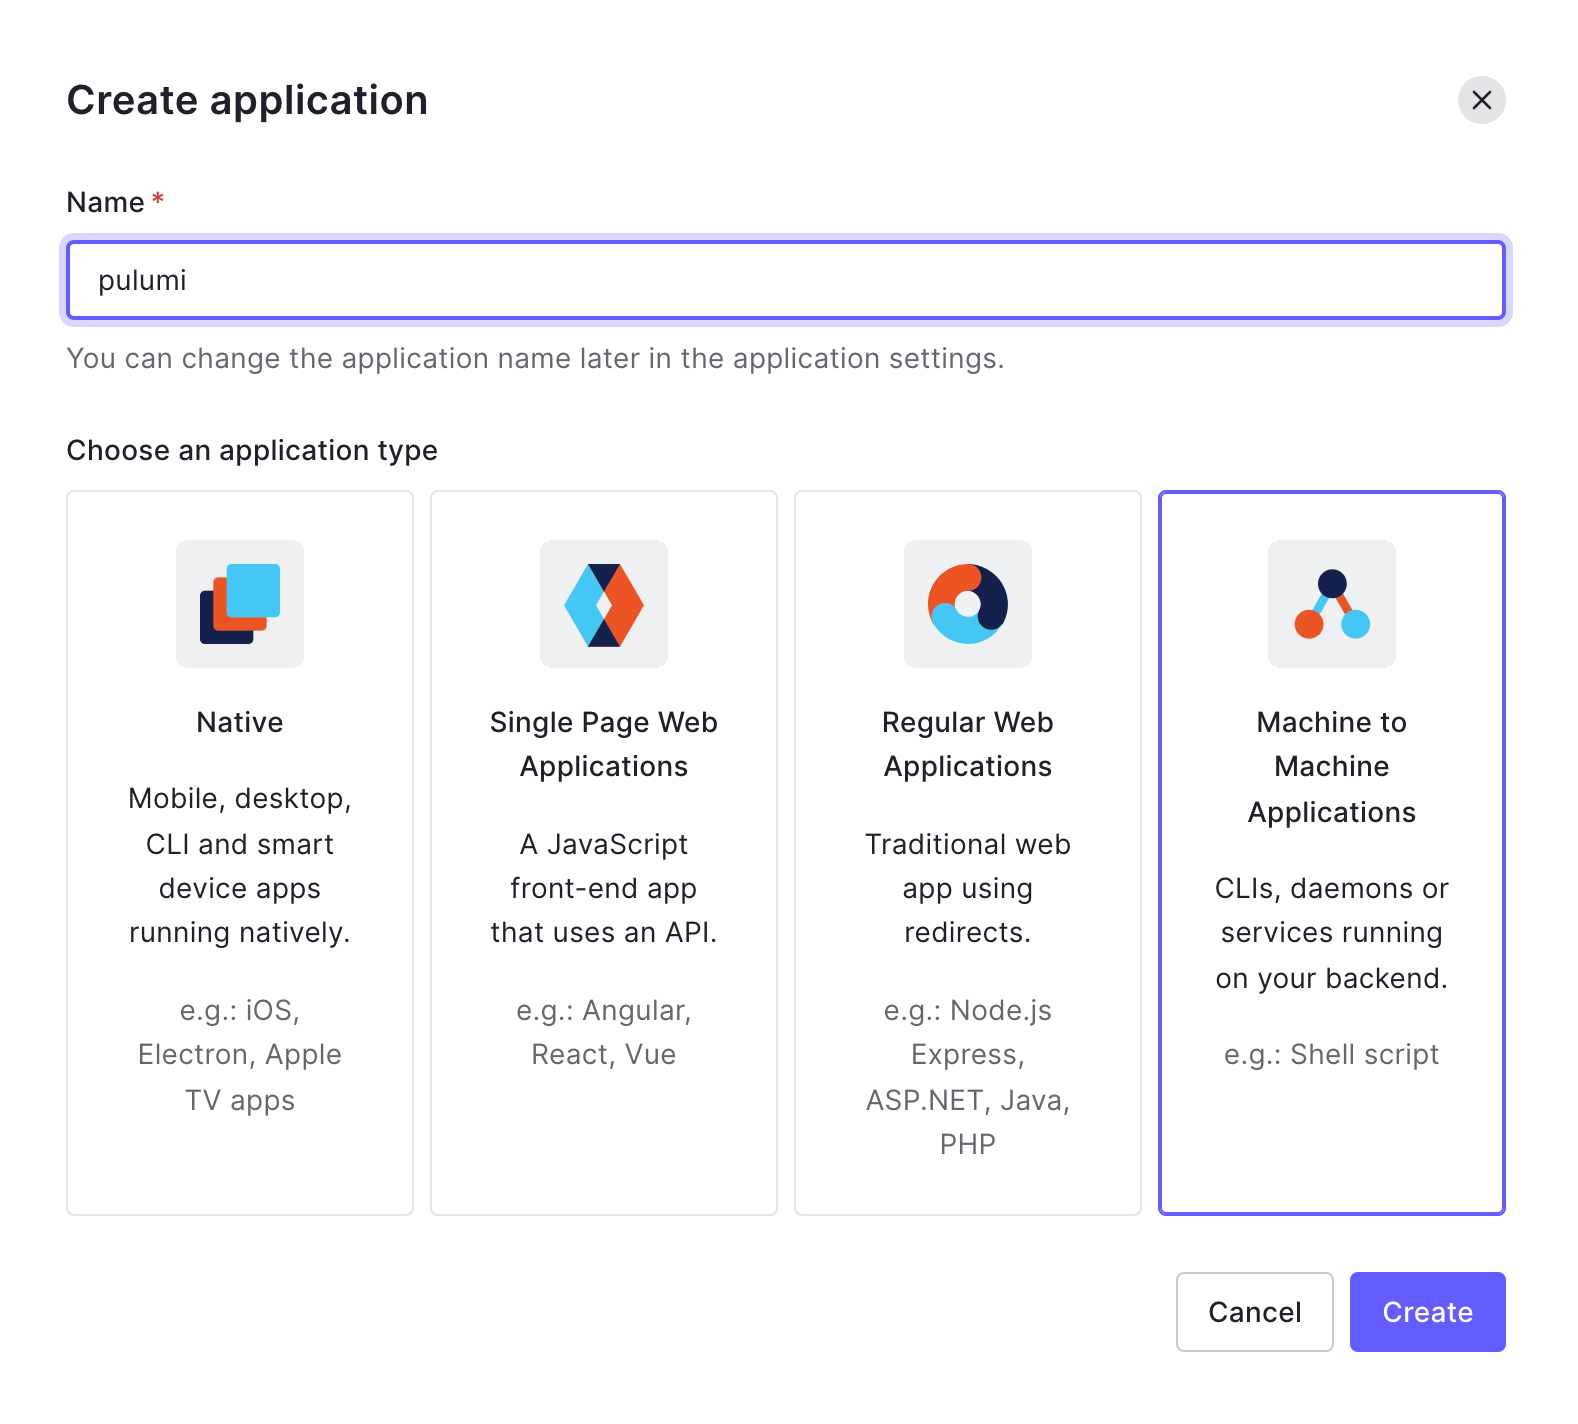 Create application
Name *
pulumi
You can change the application name later in the application settings.
Choose an application type
Native
Mobile, desktop,
CLI and smart
device apps
running natively.
e.g.: iOS,
Electron, Apple
TV apps
Single Page Web
Applications
A JavaScript
front-end app
that uses an API.
e.g.: Angular,
React, Vue
Regular Web
Applications
Traditional web
app using
redirects.
e.g.: Node.js
Express,
ASP.NET, Java,
PHP
Machine to
Machine
Applications
CLIs, daemons or
services running
on your backend.
e.g.: Shell script
Cancel
Create